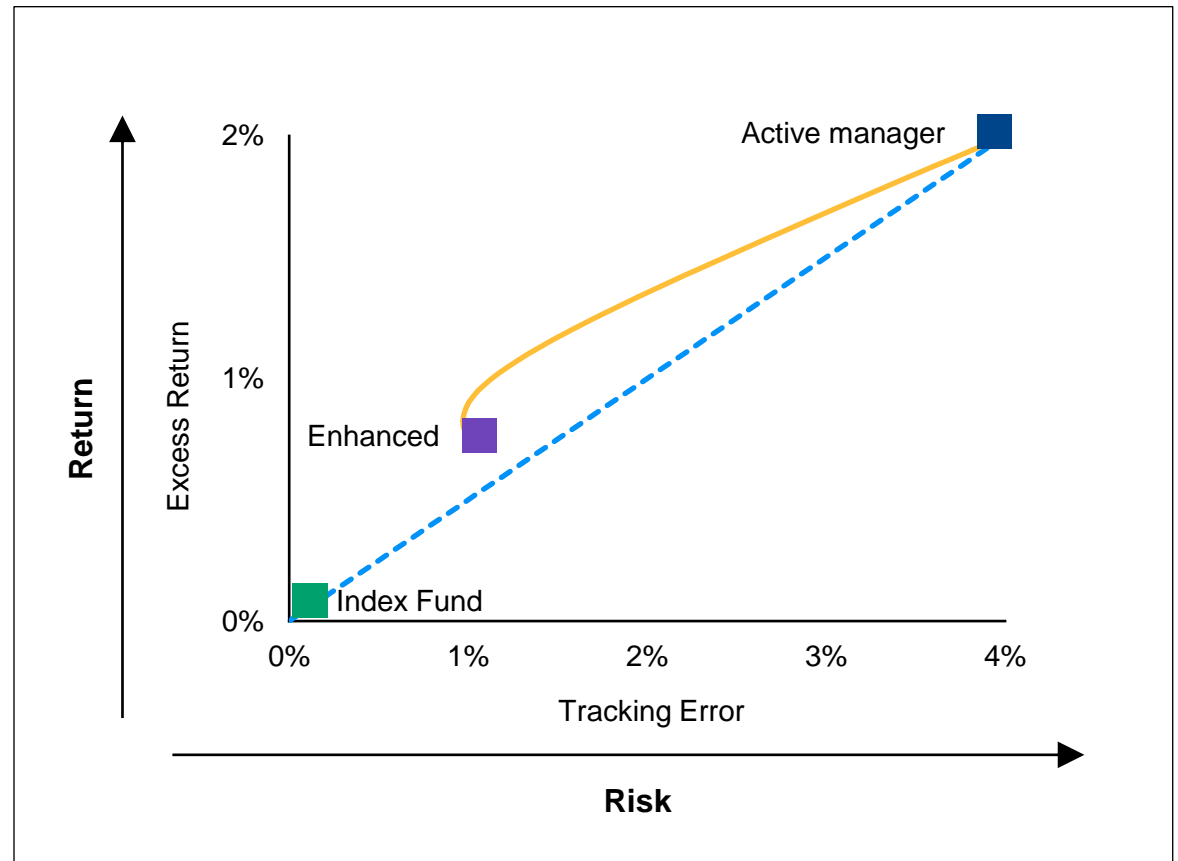 2%
Active manager
1%
Return
Excess Return
Enhanced
Index Fund
0%
0%
1%
2%
3%
4%
Tracking Error
Risk